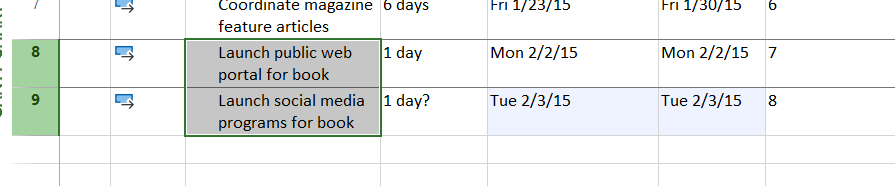 7 Coordinate magazine 6 days Fri 1/23/15 Fri 1/30/15 6
feature articles
8 Launch public web 1 day Mon 2/2/15 Mon 2/2/15 7
portal for book
9 Launch social media 1 day? Tue 2/3/15 Tue 2/3/15 8
programs for book